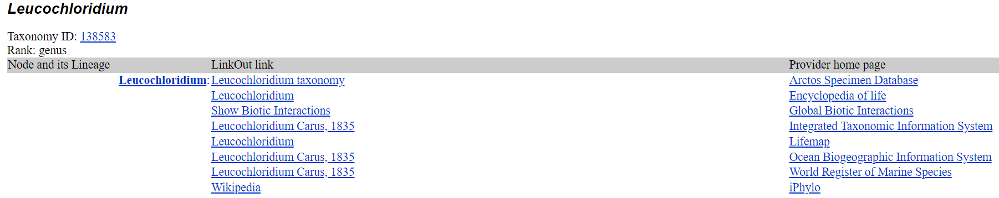 Leucochloridium
Taxonomy ID: 138583
Rank: genus
Node and its Lineage LinkOut link Provider home page
Leucochloridium: Leucochloridium taxonomy Arctos Specimen Database
Leucochloridium Encyclopedia of life
Show Biotic Interactions Global Biotic Interactions
Leucochloridium Carus, 1835 Integrated Taxonomic Information System
Leucochloridium Lifemap
Leucochloridium Carus, 1835 Ocean Biogeographic Information System
Leucochloridium Carus, 1835 World Register of Marine Species
Wikipedia iPhylo